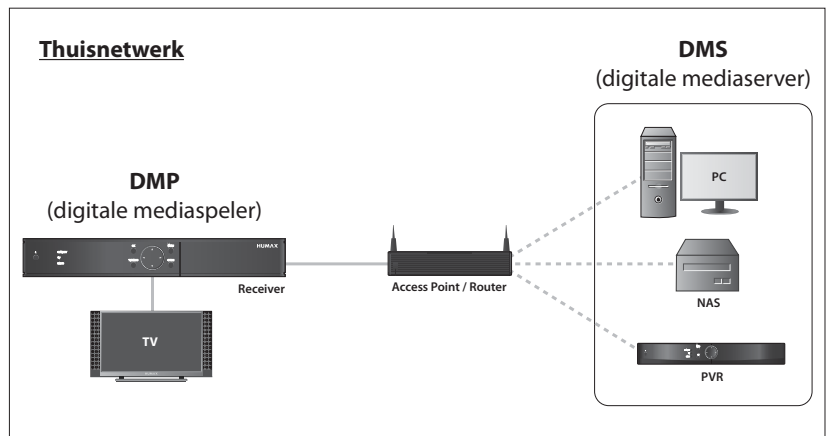 Thuisnetwerk
DMS
(digitale mediaserver)
PC
DMP
(digitale mediaspeler)
HUMAX
Receiver
Access Point / Router
NAS
TV
PVR